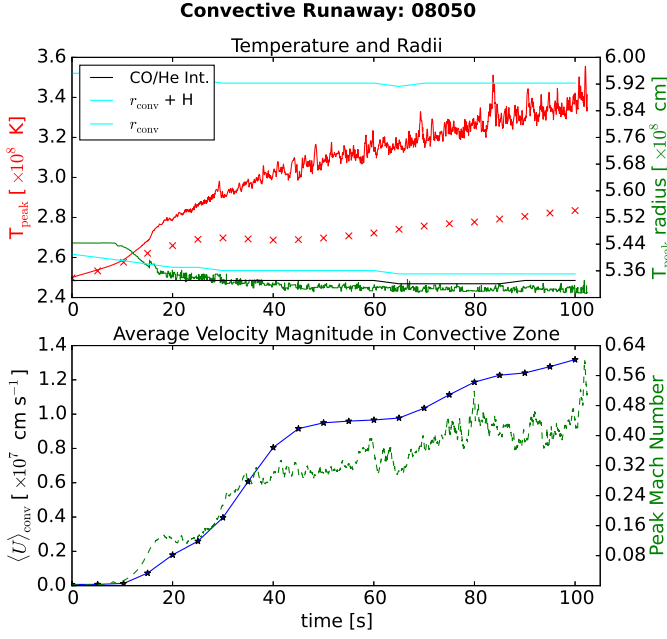 Convective Runaway: 08050
Temperature and Radii
T_peak [×10^8 K]
3.6
3.4
3.2
3.0
2.8
2.6
2.4
CO/He Int.
r_conv + H
r_conv
6.00
5.92
5.84
5.76
5.68
5.60
5.52
5.44
5.36
T_peak radius [×10^8 cm]
0 20 40 60 80 100
Average Velocity Magnitude in Convective Zone
⟨U⟩_conv [×10^7 cm s^−1]
1.4
1.2
1.0
0.8
0.6
0.4
0.2
0.0
0.64
0.56
0.48
0.40
0.32
0.24
0.16
0.08
Peak Mach Number
0 20 40 60 80 100
time [s]